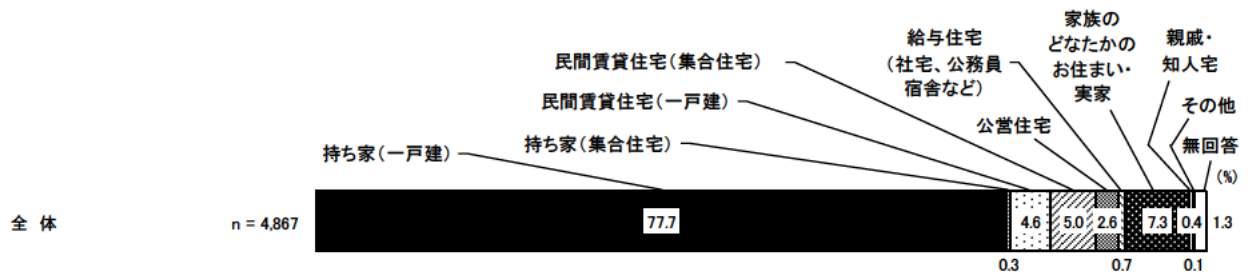 家族の
どなたかの
お住まい・
実家
親戚・
知人宅
給与住宅
(社宅、公務員
宿舎など)
民間賃貸住宅(集合住宅)
民間賃貸住宅(一戸建)
その他
公営住宅
持ち家(集合住宅)
無回答
持ち家(一戸建)
(%)
全 体 n = 4,867 77.7 4.6 5.0 2.6 7.3 0.4 1.3
0.3 0.7 0.1